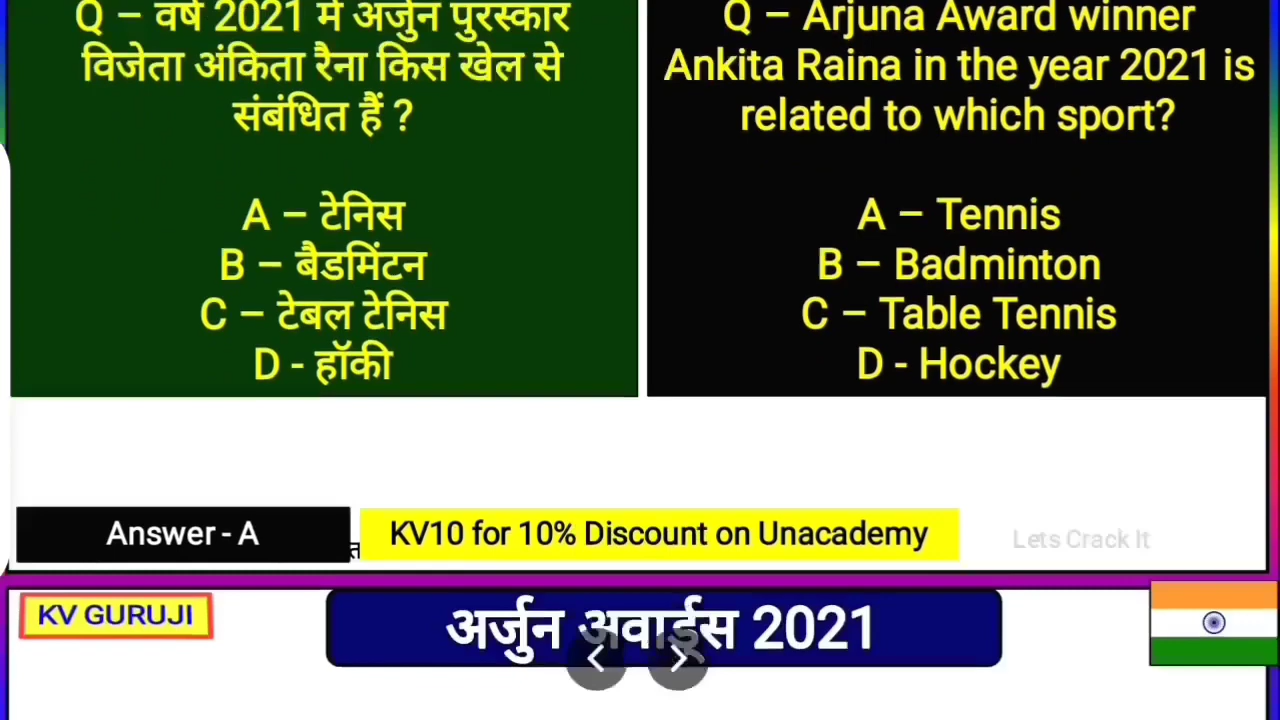 Q – वर्ष 2021 में अर्जुन पुरस्कार
विजेता अंकिता रैना किस खेल से
संबंधित हैं ?
A – टेनिस
B – बैडमिंटन
C – टेबल टेनिस
D - हॉकी
Q – Arjuna Award winner
Ankita Raina in the year 2021 is
related to which sport?
A – Tennis
B – Badminton
C – Table Tennis
D - Hockey
Answer - A
KV10 for 10% Discount on Unacademy
Lets Crack It
KV GURUJI
अर्जुन अवार्ड्स 2021